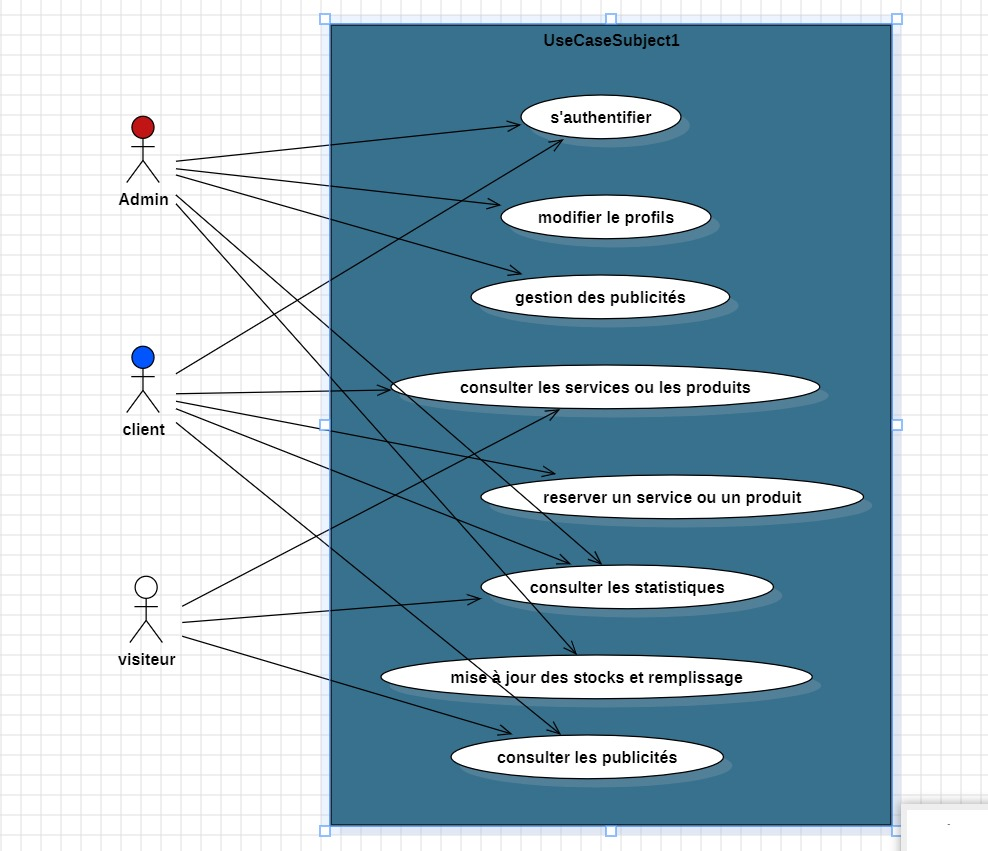 UseCaseSubject1
s'authentifier
Admin
modifier le profils
gestion des publicités
consulter les services ou les produits
client
reserver un service ou un produit
consulter les statistiques
visiteur
mise à jour des stocks et remplissage
consulter les publicités